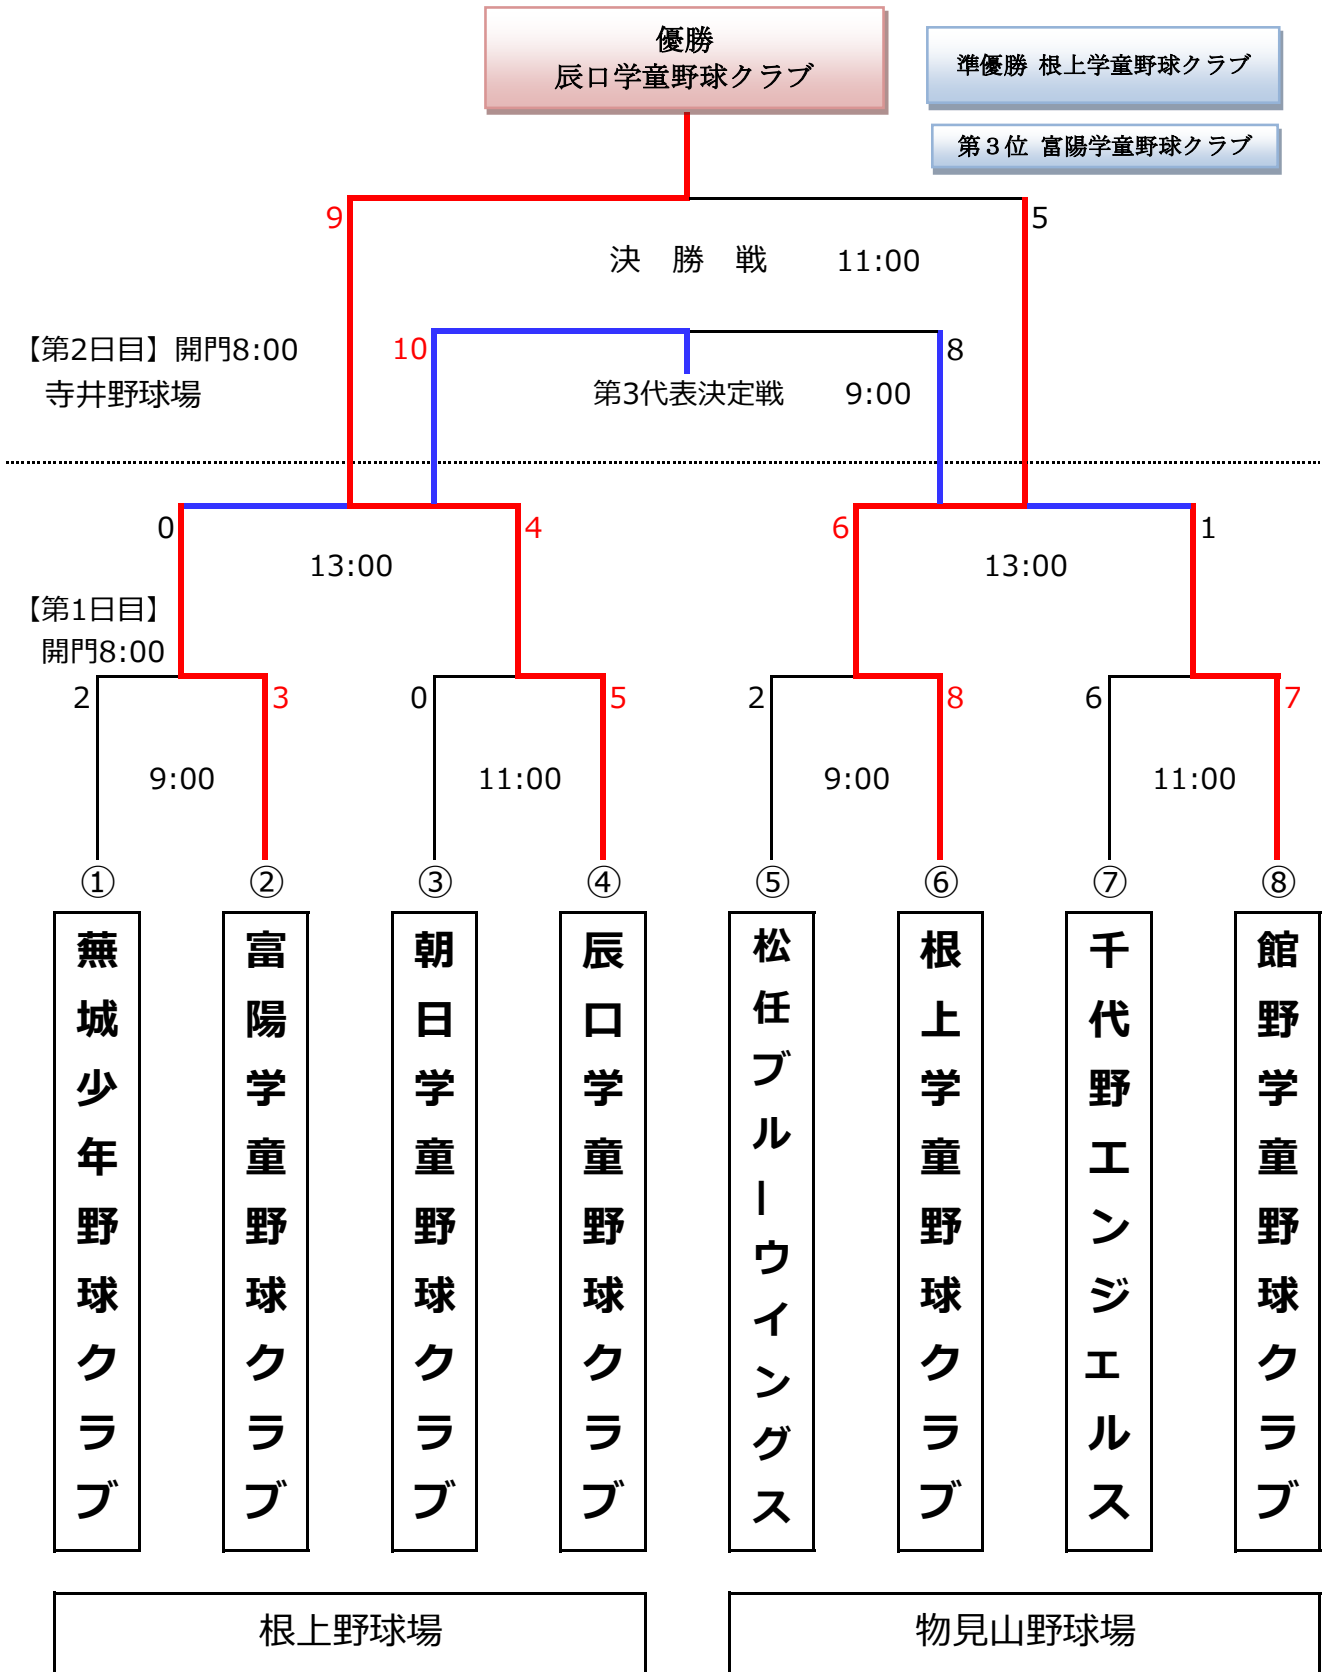 優勝
辰口学童野球クラブ
準優勝 根上学童野球クラブ
第３位 富陽学童野球クラブ
9
5
決 勝 戦 11:00
【第2日目】開門8:00
寺井野球場
10
8
第3代表決定戦 9:00
0
4
6
1
13:00
13:00
【第1日目】
開門8:00
2
3
0
5
2
8
6
7
9:00
11:00
9:00
11:00
①
②
③
④
⑤
⑥
⑦
⑧
蕪城少年野球クラブ
富陽学童野球クラブ
朝日学童野球クラブ
辰口学童野球クラブ
松任ブルーウイングス
根上学童野球クラブ
千代野エンジェルス
館野学童野球クラブ
根上野球場
物見山野球場